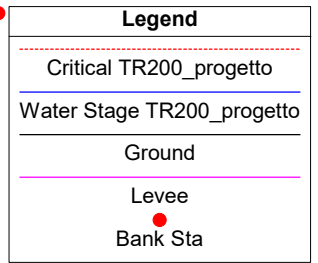 Legend
Critical TR200_progetto
Water Stage TR200_progetto
Ground
Levee
Bank Sta